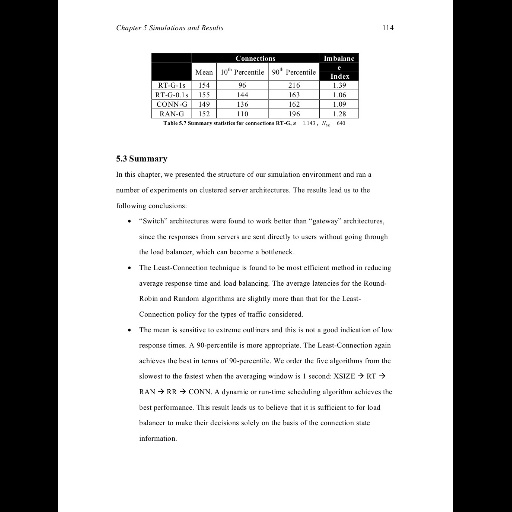 Chapter 5 Simulations and Results 114
Connections Imbalanc
Mean 10th Percentile 90th Percentile e
Index
RT-G-1s 154 96 216 1.39
RT-G-0.1s 155 144 163 1.06
CONN-G 149 136 162 1.09
RAN-G 152 110 196 1.28
Table 5.7 Summary statistics for connections RT-G, 1.143, 640
5.3 Summary
In this chapter, we presented the structure of our simulation environment and ran a
number of experiments on clustered server architectures. The results lead us to the
following conclusions:
• “Switch” architectures were found to work better than “gateway” architectures,
since the responses from servers are sent directly to users without going through
the load balancer, which can become a bottleneck.
• The Least-Connection technique is found to be most efficient method in reducing
average response time and load balancing. The average latencies for the Round-
Robin and Random algorithms are slightly more than that for the Least-
Connection policy for the types of traffic considered.
• The mean is sensitive to extreme outliners and this is not a good indication of low
response times. A 90-percentile is more appropriate. The Least-Connection again
achieves the best in terms of 90-percentile. We order the five algorithms from the
slowest to the fastest when the averaging window is 1 second: XSIZE → RT →
RAN → RR → CONN. A dynamic or run-time scheduling algorithm achieves the
best performance. This result leads us to believe that it is sufficient to for load
balancer to make their decisions solely on the basis of the connection state
information.